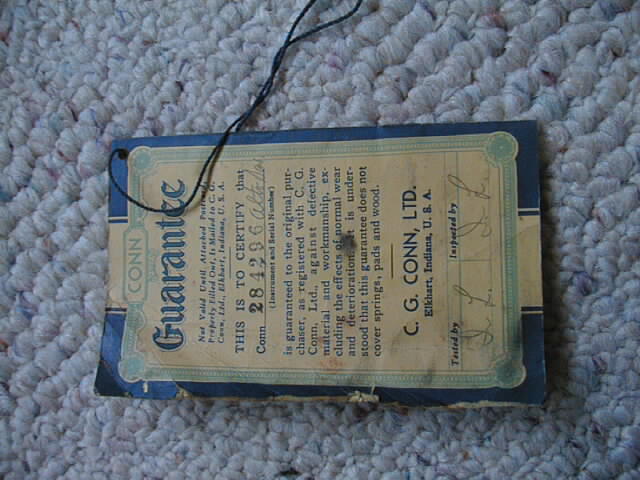 CONN
Guarantee
Not Valid Until Attached Postcard,
Properly Filled Out, is Mailed to C. G.
Conn, Ltd., Elkhart, Indiana, U. S. A.
THIS IS TO CERTIFY that
Conn 284296 alto sax
(Instrument and Serial Number)
is guaranteed to the original pur-
chaser, as registered with C. G.
Conn, Ltd., against defective
material and workmanship, ex-
cluding the effects of normal wear
and deterioration. It is under-
stood that this guarantee does not
cover springs, pads and wood.
C. G. CONN, LTD.
Elkhart, Indiana, U. S. A.
Tested by Inspected by